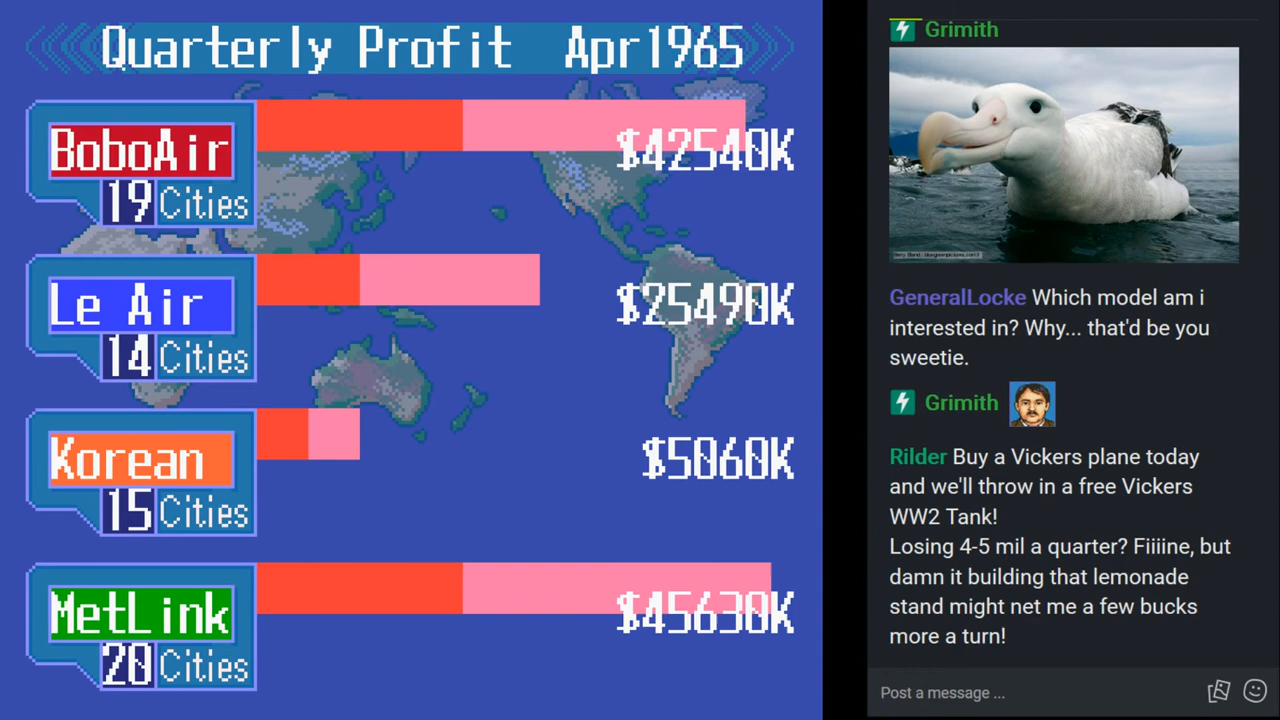 Quarterly Profit Apr1965
BoboAir
19 Cities
$42540K
Le Air
14 Cities
$25490K
Korean
15 Cities
$5060K
MetLink
20 Cities
$45630K
Grimith
GeneralLocke Which model am i
interested in? Why... that'd be you
sweetie.
Grimith
Rilder Buy a Vickers plane today
and we'll throw in a free Vickers
WW2 Tank!
Losing 4-5 mil a quarter? Fiiiine, but
damn it building that lemonade
stand might net me a few bucks
more a turn!
Post a message ...